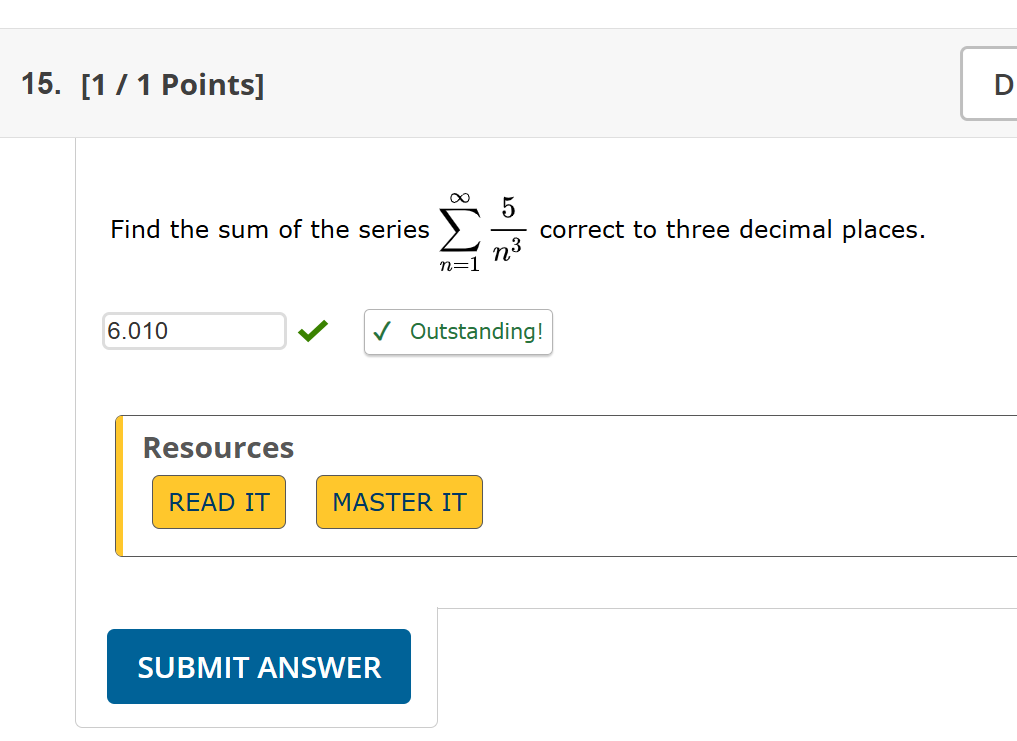 15. [1 / 1 Points]
D
Find the sum of the series ∞ ∑ n=1 5/n³ correct to three decimal places.
6.010 ✓ Outstanding!
Resources
READ IT MASTER IT
SUBMIT ANSWER